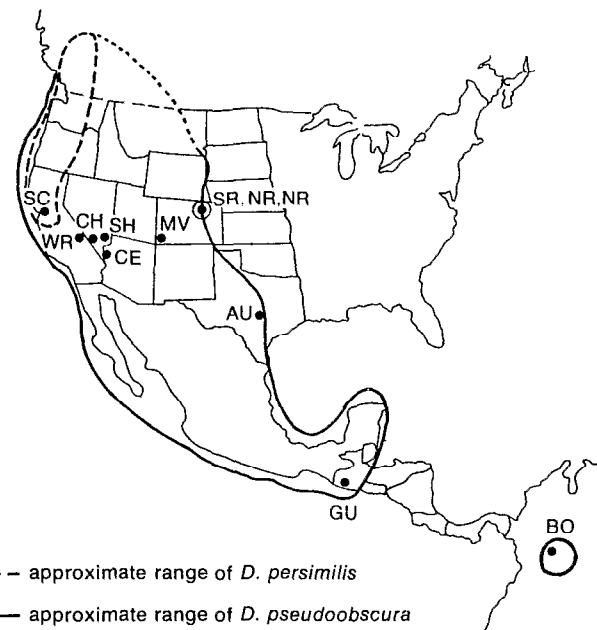 SC
SR, NR, NR
CH SH MV
WR
CE
AU
GU
BO
- – approximate range of D. persimilis
— approximate range of D. pseudoobscura